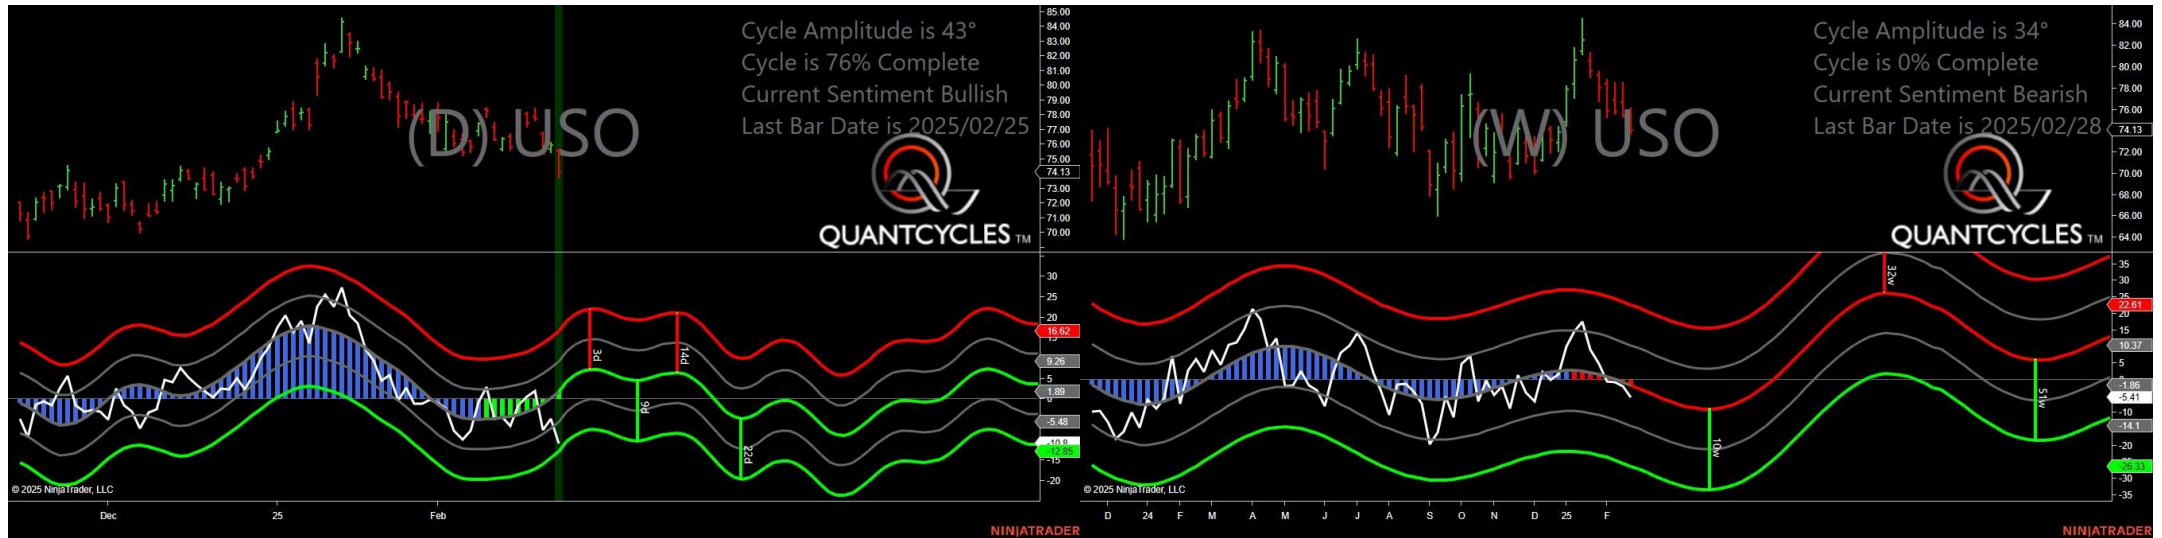 Cycle Amplitude is 43°
Cycle is 76% Complete
Current Sentiment Bullish
Last Bar Date is 2025/02/25
(D) USO
QUANTCYCLES TM
85.00
84.00
83.00
82.00
81.00
80.00
79.00
78.00
77.00
76.00
75.00
74.13
73.00
72.00
71.00
70.00
30
25
20
16.62
15
9.26
5
1.89
0
-5.48
-10.8
-12.85
-15
-20
3d
9d
14d
22d
© 2025 NinjaTrader, LLC
Dec
25
Feb
NINJATRADER
Cycle Amplitude is 34°
Cycle is 0% Complete
Current Sentiment Bearish
Last Bar Date is 2025/02/28
(W) USO
QUANTCYCLES TM
84.00
82.00
80.00
78.00
76.00
74.13
72.00
70.00
68.00
66.00
64.00
35
30
25
22.61
20
15
10.37
5
-1.86
-5.41
-10
-14.1
-20
-26.33
-30
-35
32w
10w
51w
© 2025 NinjaTrader, LLC
D 24 F M A M J J A S O N D 25 F
NINJATRADER